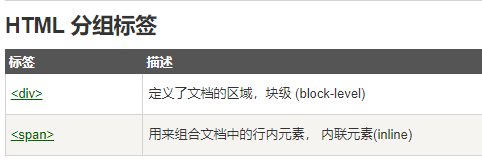 HTML 分组标签
标签 描述
<div> 定义了文档的区域，块级 (block-level)
<span> 用来组合文档中的行内元素， 内联元素(inline)